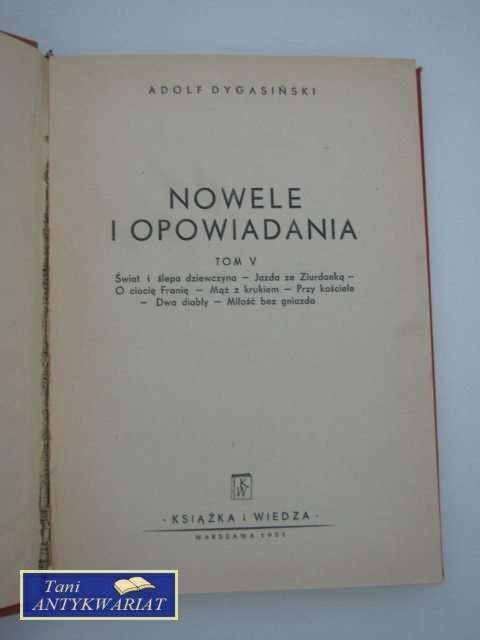 ADOLF DYGASIŃSKI
NOWELE
I OPOWIADANIA
TOM V
Świat i ślepa dziewczyna – Jazda ze Ziurdanką –
O ciocię Franię – Mąż z krukiem – Przy kościele
– Dwa diabły – Miłość bez gniazda
KW
· KSIĄŻKA i WIEDZA ·
WARSZAWA 1951
Tani
ANTYKWARIAT